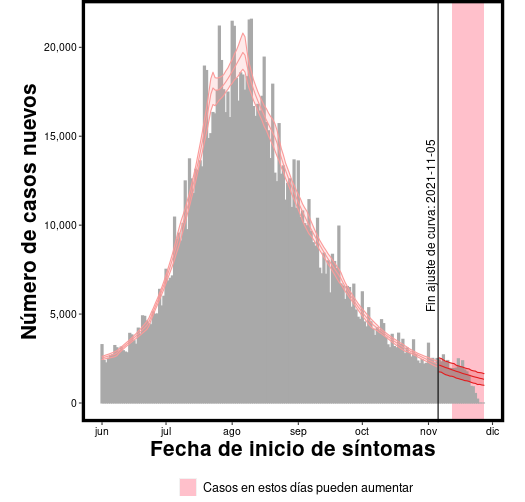 Número de casos nuevos
20,000
15,000
10,000
5,000
0
Fin ajuste de curva: 2021-11-05
jun jul ago sep oct nov dic
Fecha de inicio de síntomas
Casos en estos días pueden aumentar